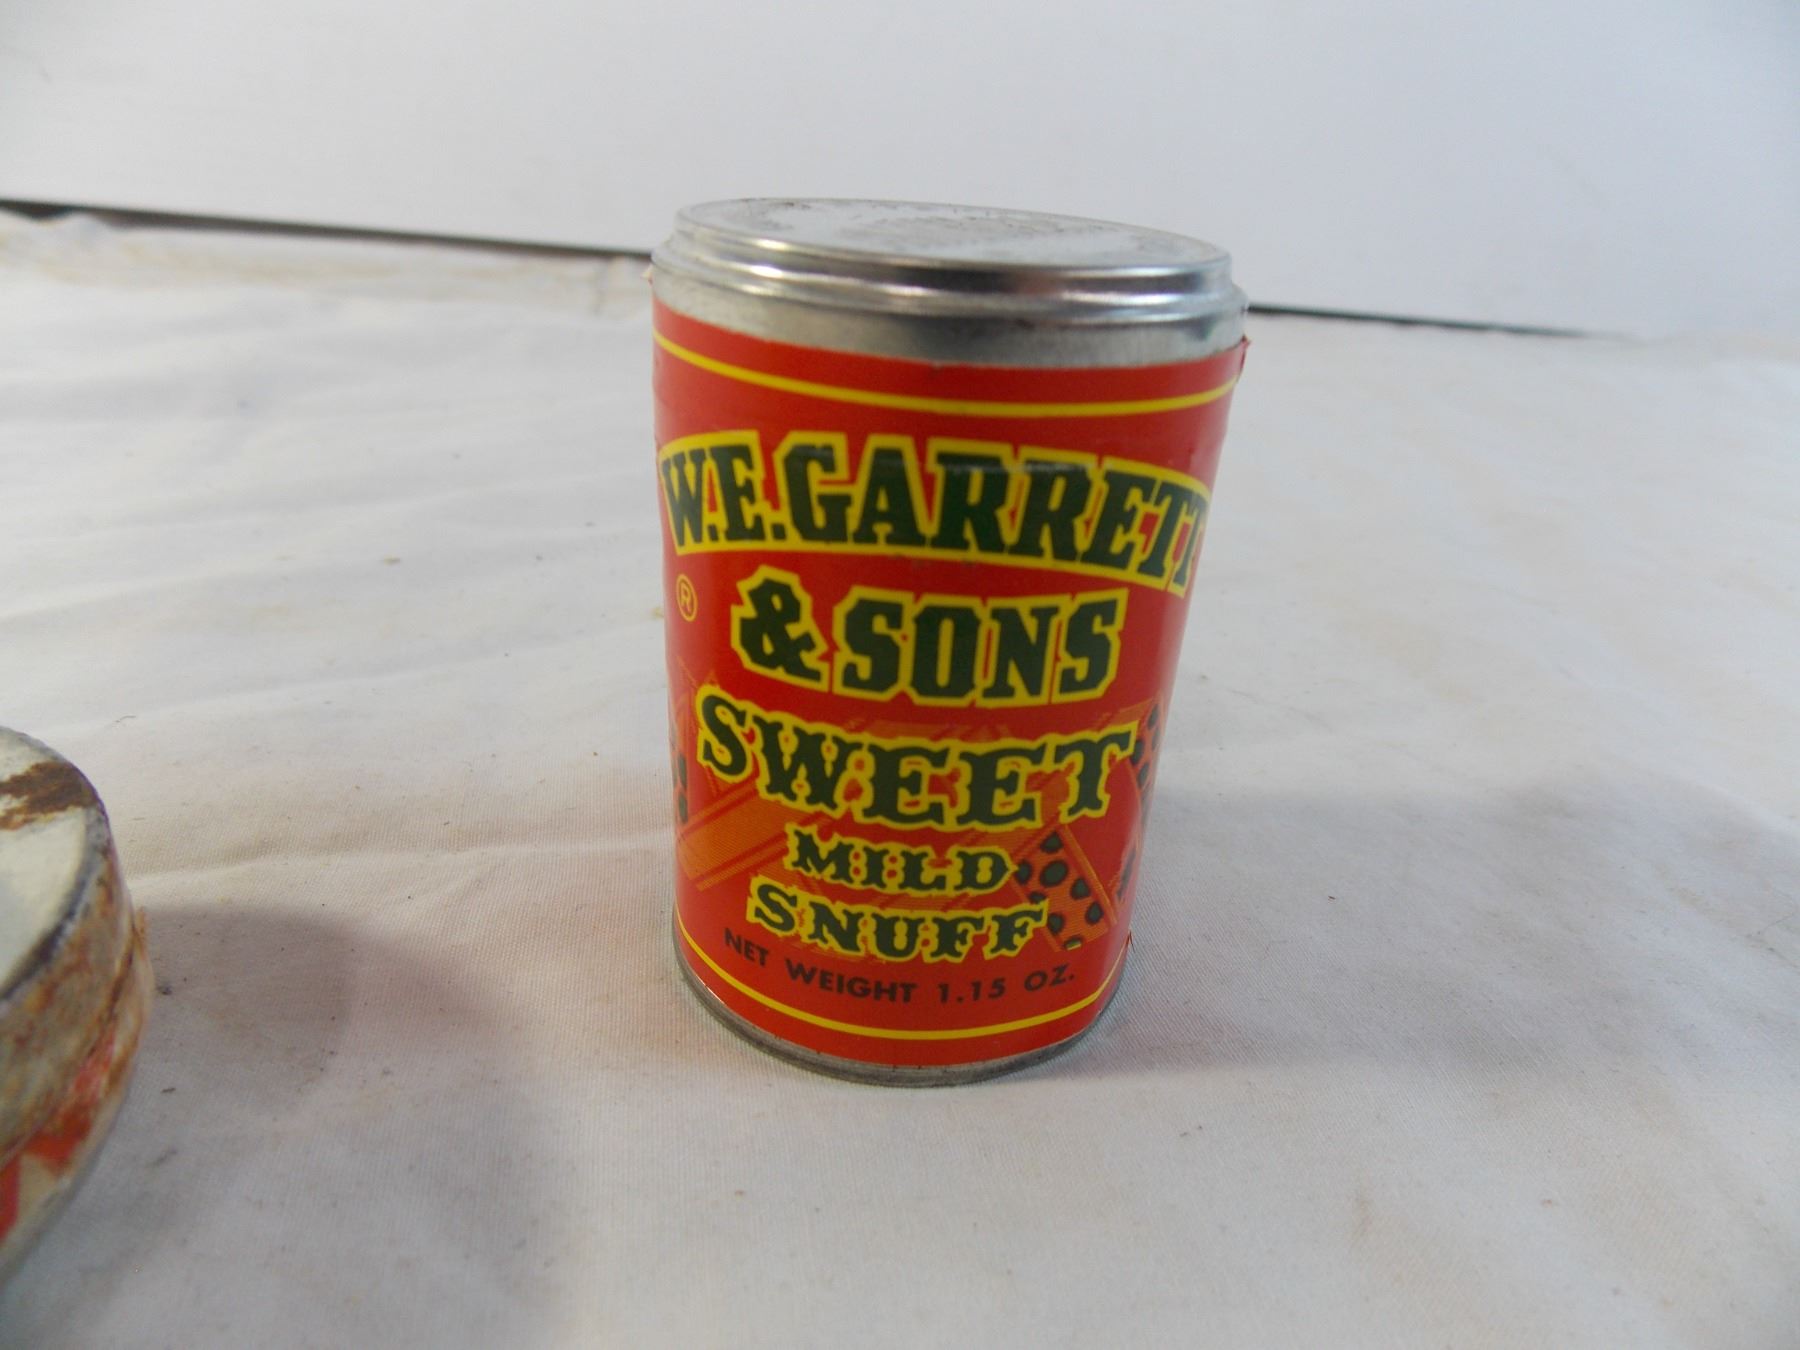 W.E. GARRETT
®
& SONS
SWEET
MILD
SNUFF
NET WEIGHT 1.15 OZ.